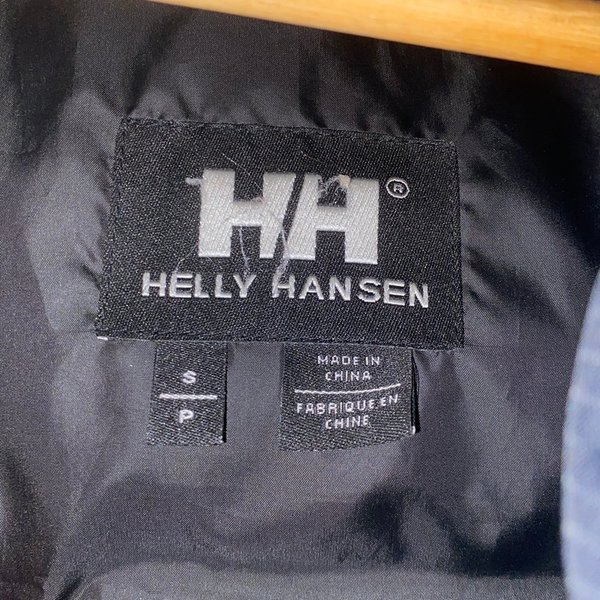 HH®
HELLY HANSEN
S
P
MADE IN
CHINA
FABRIQUE EN
CHINE